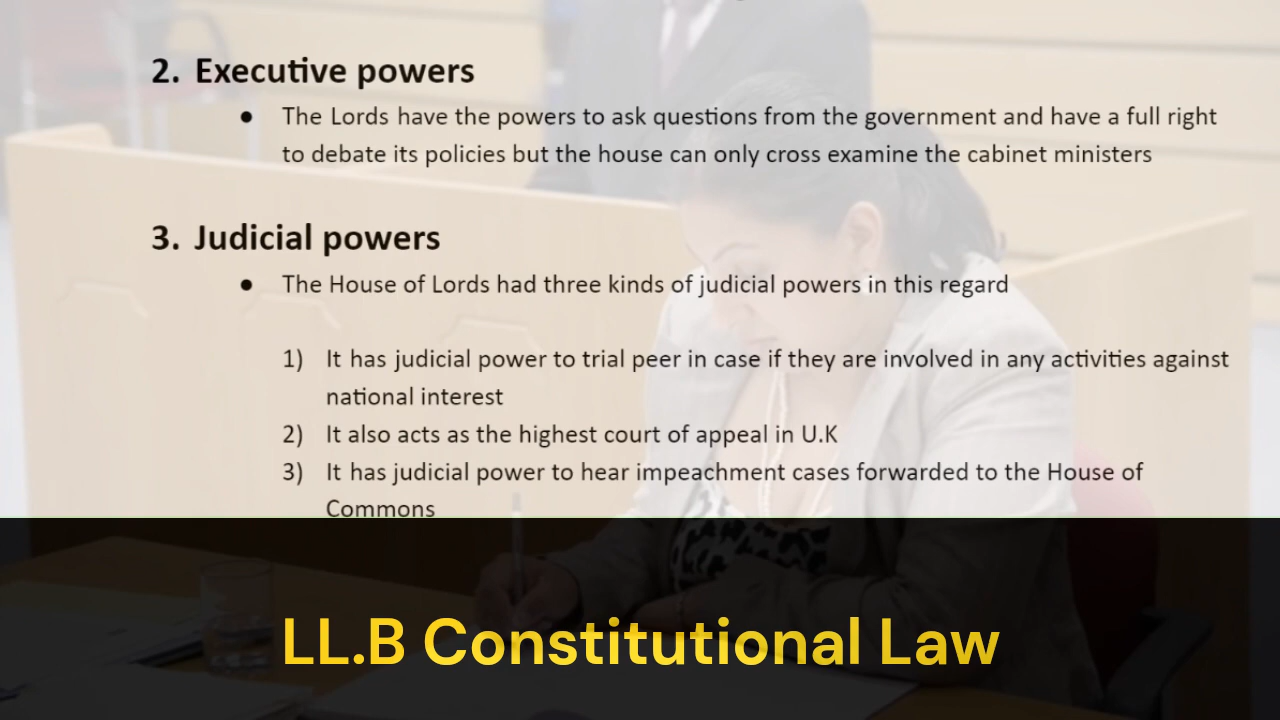 2. Executive powers
● The Lords have the powers to ask questions from the government and have a full right
to debate its policies but the house can only cross examine the cabinet ministers
3. Judicial powers
● The House of Lords had three kinds of judicial powers in this regard
1) It has judicial power to trial peer in case if they are involved in any activities against
national interest
2) It also acts as the highest court of appeal in U.K
3) It has judicial power to hear impeachment cases forwarded to the House of
Commons
LL.B Constitutional Law